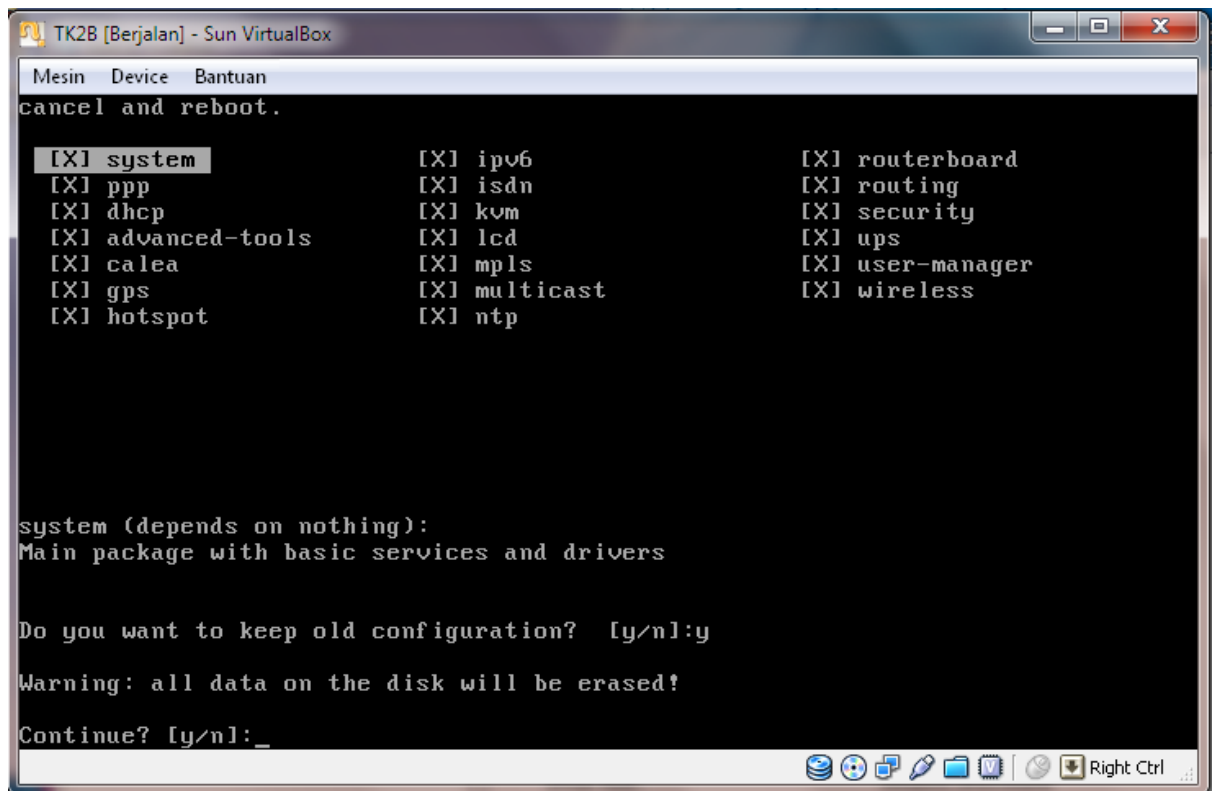 TK2B [Berjalan] - Sun VirtualBox
Mesin Device Bantuan
cancel and reboot.
[X] system [X] ipv6 [X] routerboard
[X] ppp [X] isdn [X] routing
[X] dhcp [X] kvm [X] security
[X] advanced-tools [X] lcd [X] ups
[X] calea [X] mpls [X] user-manager
[X] gps [X] multicast [X] wireless
[X] hotspot [X] ntp
system (depends on nothing):
Main package with basic services and drivers
Do you want to keep old configuration? [y/n]:y
Warning: all data on the disk will be erased!
Continue? [y/n]:_
Right Ctrl